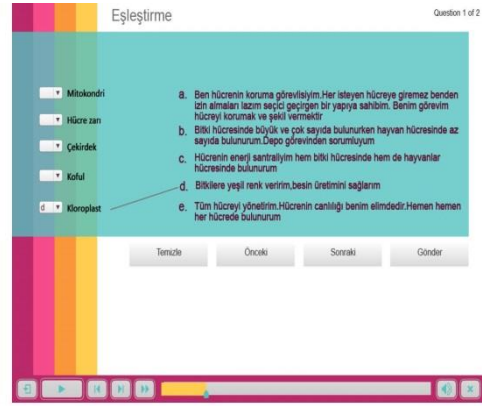 Eşleştirme
Question 1 of 2
Mitokondri
Hücre zarı
Çekirdek
Koful
d Kloroplast
a. Ben hücrenin koruma görevlisiyim.Her isteyen hücreye giremez benden
izin almaları lazım seçici geçirgen bir yapıya sahibim. Benim görevim
hücreyi korumak ve şekil vermektir
b. Bitki hücresinde büyük ve çok sayıda bulunurken hayvan hücresinde az
sayıda bulunurum.Depo görevinden sorumluyum
c. Hücrenin enerji santraliyim hem bitki hücresinde hem de hayvanlar
hücresinde bulunurum
d. Bitkilere yeşil renk veririm,besin üretimini sağlarım
e. Tüm hücreyi yönetirim.Hücrenin canlılığı benim elimdedir.Hemen hemen
her hücrede bulunurum
Temizle
Önceki
Sonraki
Gönder